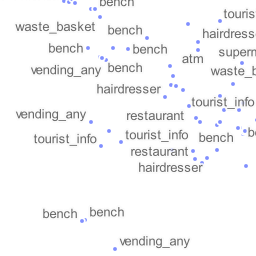 bench
touris
waste_basket
bench
hairdresse
bench
bench
superm
atm
vending_any
bench
waste_b
hairdresser
tourist_info
vending_any
restaurant
tourist_info
tourist_info
bench
be
restaurant
hairdresser
bench
bench
vending_any